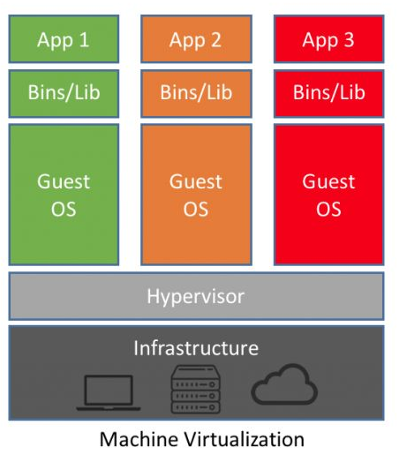 App 1
App 2
App 3
Bins/Lib
Bins/Lib
Bins/Lib
Guest
OS
Guest
OS
Guest
OS
Hypervisor
Infrastructure
Machine Virtualization